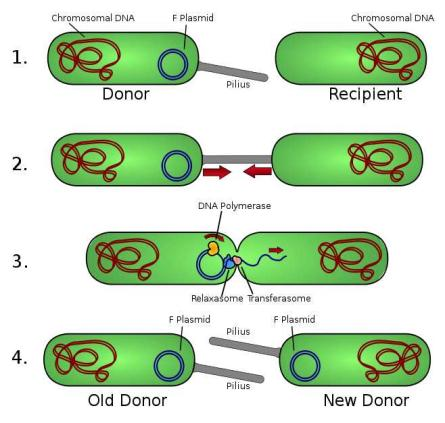 Chromosomal DNA
F Plasmid
Chromosomal DNA
1.
Pilius
Donor
Recipient
2.
DNA Polymerase
3.
Relaxasome
Transferasome
F Plasmid
Pilius
F Plasmid
4.
Pilius
Old Donor
New Donor